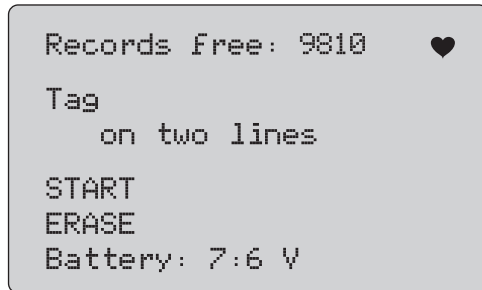 Records free: 9810 ♥
Tag
on two lines
START
ERASE
Battery: 7:6 V